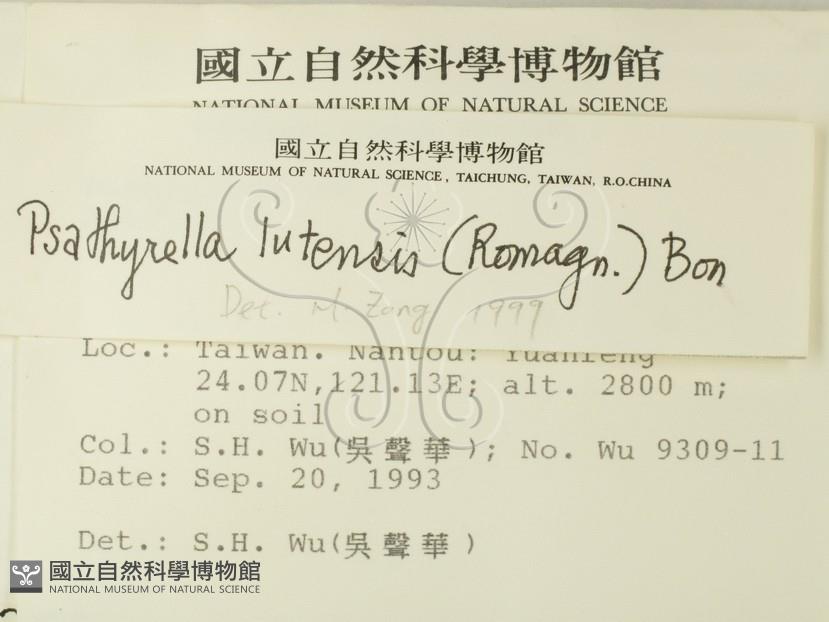 國立自然科學博物館
NATIONAL MUSEUM OF NATURAL SCIENCE
國立自然科學博物館
NATIONAL MUSEUM OF NATURAL SCIENCE, TAICHUNG, TAIWAN, R.O.CHINA
Psathyrella lutensis (Romagn.) Bon
Det. M. Zang 1999
Loc.: Taiwan. Nantou: Yuanfeng
24.07N,121.13E; alt. 2800 m;
on soil
Col.: S.H. Wu(吳聲華); No. Wu 9309-11
Date: Sep. 20, 1993
Det.: S.H. Wu(吳聲華)
國立自然科學博物館
NATIONAL MUSEUM OF NATURAL SCIENCE